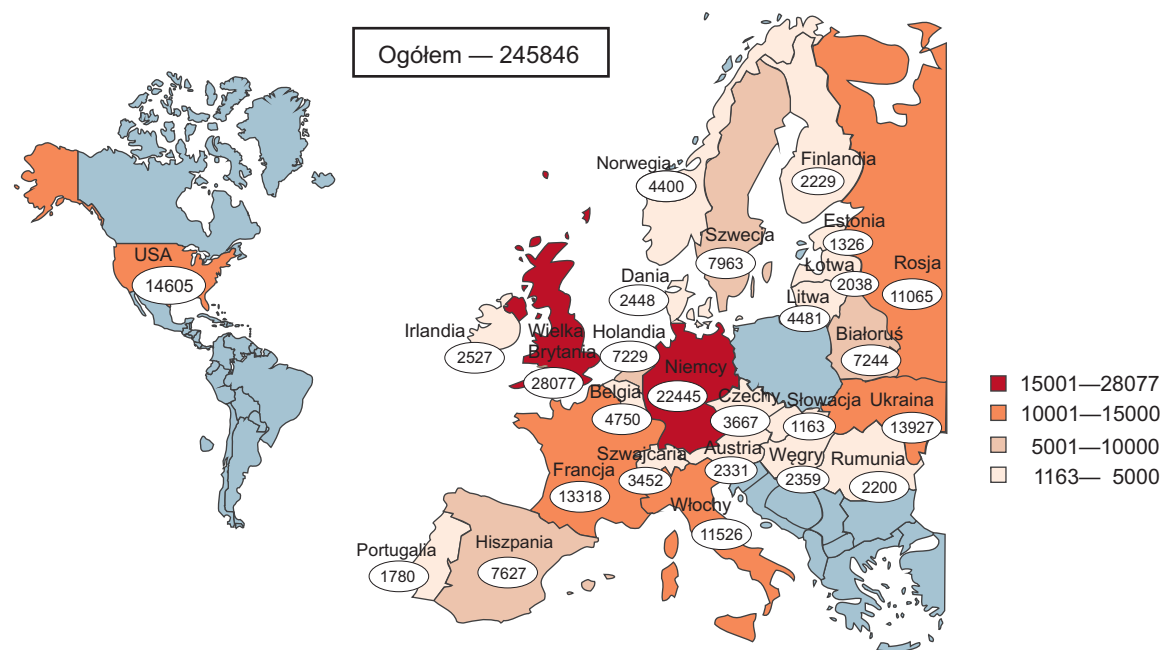 Ogółem — 245846
USA
14605
Norwegia
4400
Finlandia
2229
Szwecja
7963
Estonia
1326
Łotwa
2038
Rosja
11065
Dania
2448
Litwa
4481
Irlandia
2527
Wielka
Brytania
28077
Holandia
7229
Białoruś
7244
Niemcy
22445
Belgia
4750
Czechy
3667
Słowacja
1163
Ukraina
13927
Francja
13318
Szwajcaria
3452
Austria
2331
Węgry
2359
Rumunia
2200
Włochy
11526
Portugalia
1780
Hiszpania
7627
15001—28077
10001—15000
5001—10000
1163— 5000